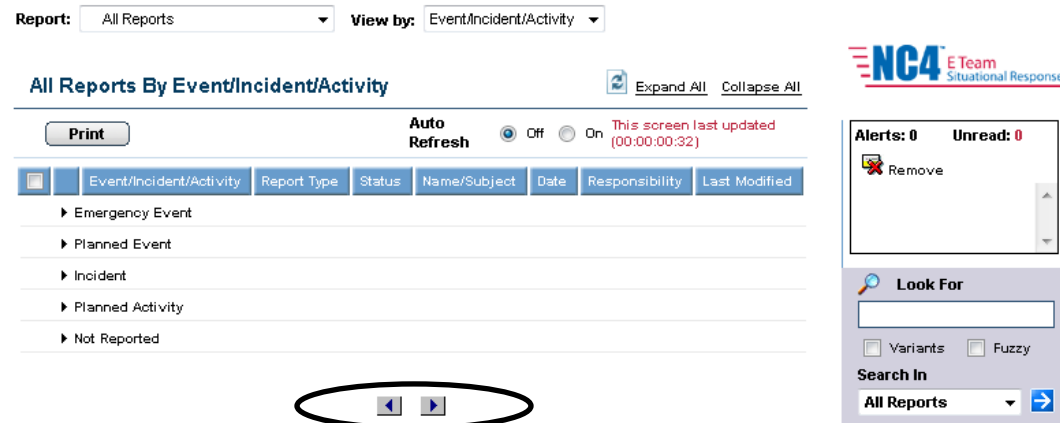 Report: All Reports View by: Event/Incident/Activity
NC4 E Team
Situational Response
All Reports By Event/Incident/Activity Expand All Collapse All
Print Auto Refresh Off On This screen last updated
(00:00:00:32)
Event/Incident/Activity Report Type Status Name/Subject Date Responsibility Last Modified
Emergency Event
Planned Event
Incident
Planned Activity
Not Reported
Alerts: 0 Unread: 0
Remove
Look For
Variants Fuzzy
Search In
All Reports